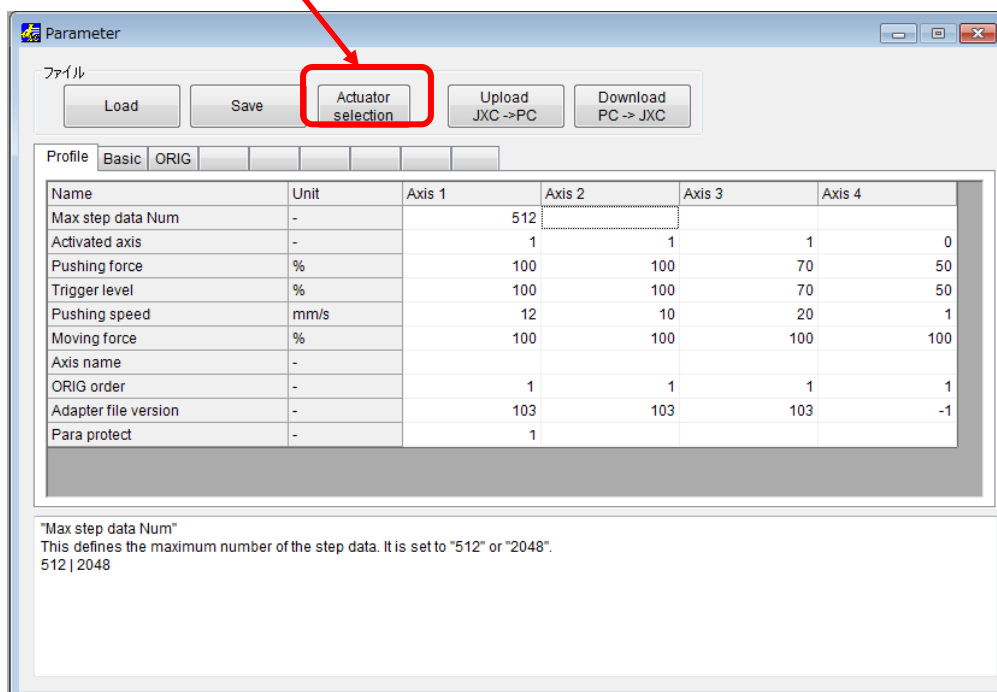 Parameter
ファイル
Load Save Actuator selection Upload JXC ->PC Download PC -> JXC
Profile Basic ORIG
Name Unit Axis 1 Axis 2 Axis 3 Axis 4
Max step data Num - 512
Activated axis - 1 1 1 0
Pushing force % 100 100 70 50
Trigger level % 100 100 70 50
Pushing speed mm/s 12 10 20 1
Moving force % 100 100 100 100
Axis name -
ORIG order - 1 1 1 1
Adapter file version - 103 103 103 -1
Para protect - 1
"Max step data Num"
This defines the maximum number of the step data. It is set to "512" or "2048".
512 | 2048